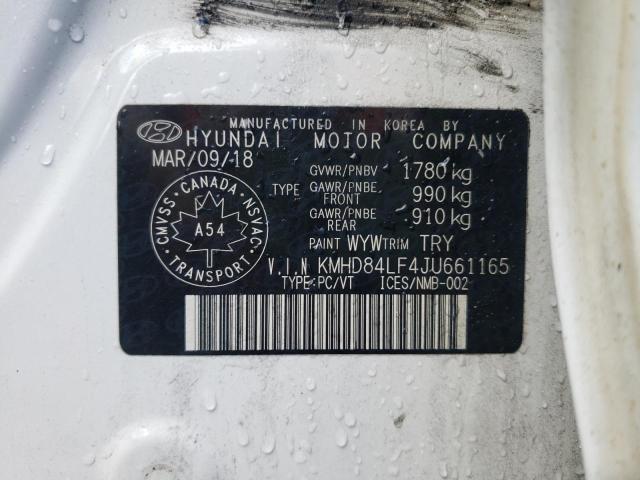 MANUFACTURED IN KOREA BY
HYUNDAI MOTOR COMPANY
MAR/09/18
GVWR/PNBV 1780 kg
TYPE GAWR/PNBE FRONT 990 kg
GAWR/PNBE REAR 910 kg
PAINT WYW TRIM TRY
CANADA
CMVSS A54 NSVAC
TRANSPORT
V.I.N KMHD84LF4JU661165
TYPE:PC/VT ICES/NMB-002